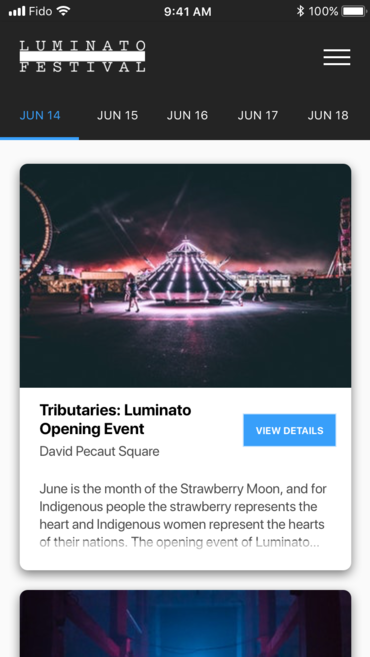 Fido 9:41 AM 100%
LUMINATO
FESTIVAL
JUN 14 JUN 15 JUN 16 JUN 17 JUN 18
Tributaries: Luminato
Opening Event
VIEW DETAILS
David Pecaut Square
June is the month of the Strawberry Moon, and for
Indigenous people the strawberry represents the
heart and Indigenous women represent the hearts
of their nations. The opening event of Luminato...